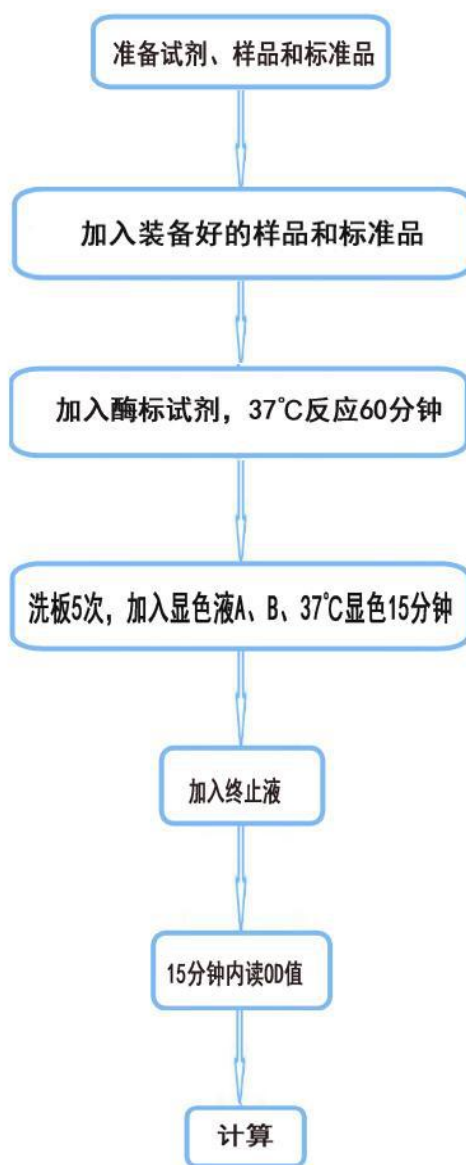 准备试剂、样品和标准品
加入装备好的样品和标准品
加入酶标试剂，37℃反应60分钟
洗板5次，加入显色液A、B、37℃显色15分钟
加入终止液
15分钟内读OD值
计算